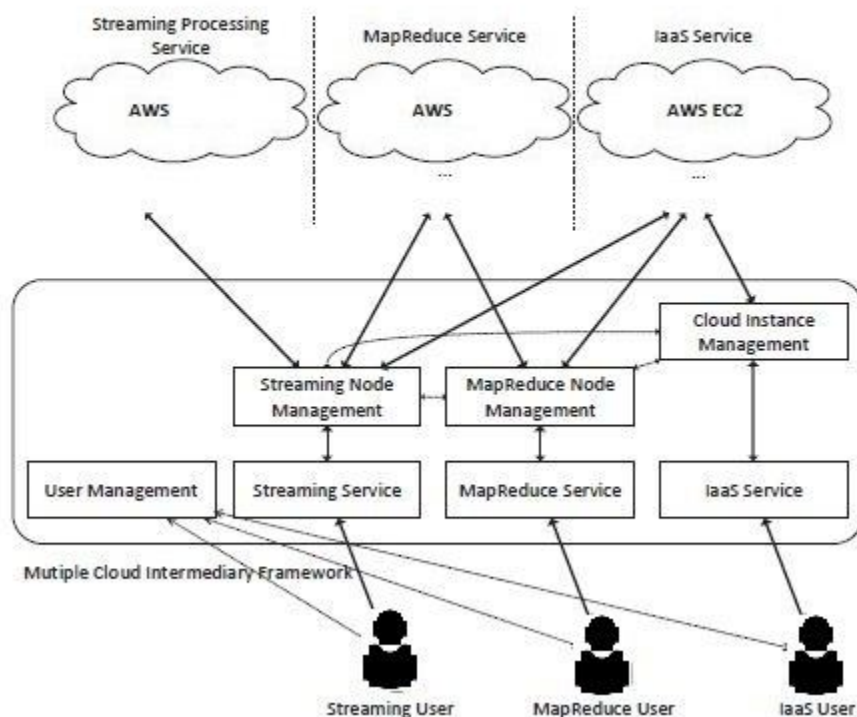 Streaming Processing
Service
MapReduce Service
IaaS Service
AWS
AWS
AWS EC2
...
...
Cloud Instance
Management
Streaming Node
Management
MapReduce Node
Management
User Management
Streaming Service
MapReduce Service
IaaS Service
Mutiple Cloud Intermediary Framework
Streaming User
MapReduce User
IaaS User